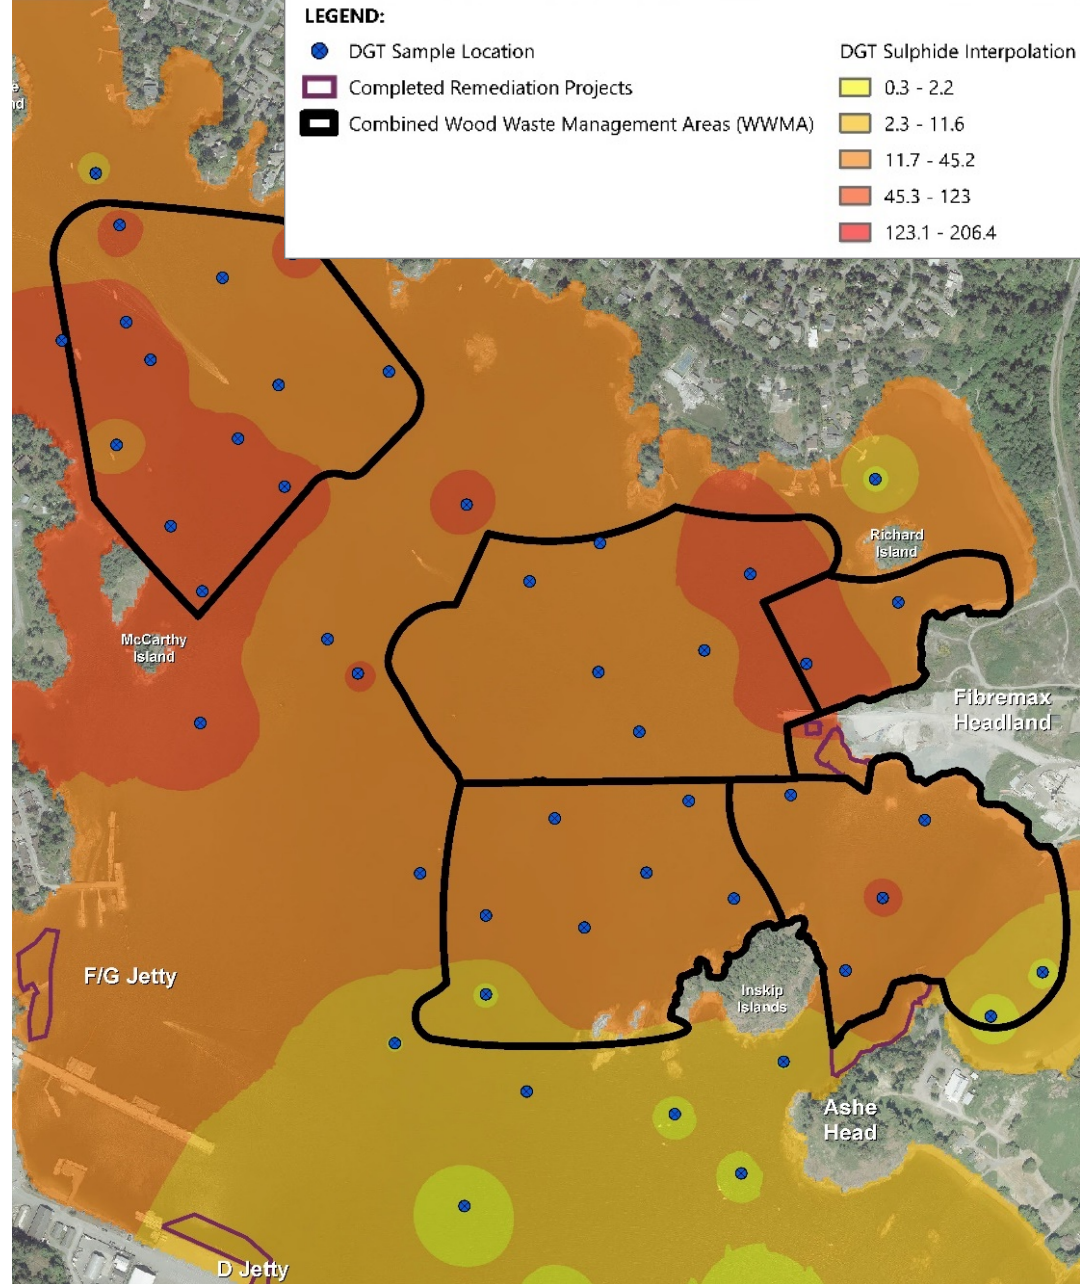 LEGEND:
DGT Sample Location
Completed Remediation Projects
Combined Wood Waste Management Areas (WWMA)
DGT Sulphide Interpolation
0.3 - 2.2
2.3 - 11.6
11.7 - 45.2
45.3 - 123
123.1 - 206.4
e
nd
Richard
Island
McCarthy
Island
Fibremax
Headland
F/G Jetty
Inskip
Islands
Ashe
Head
D Jetty